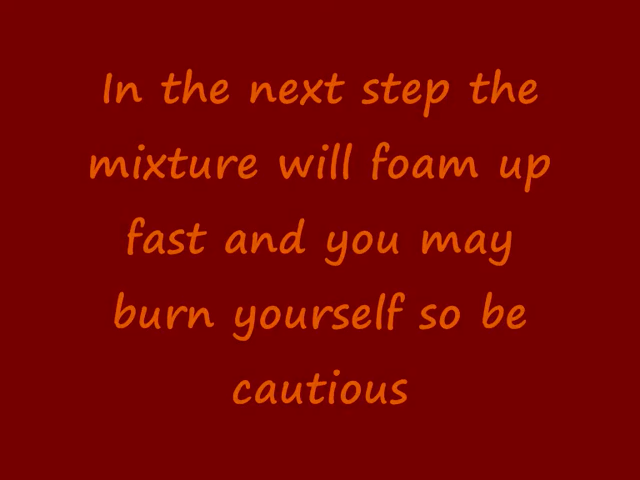 In the next step the
mixture will foam up
fast and you may
burn yourself so be
cautious